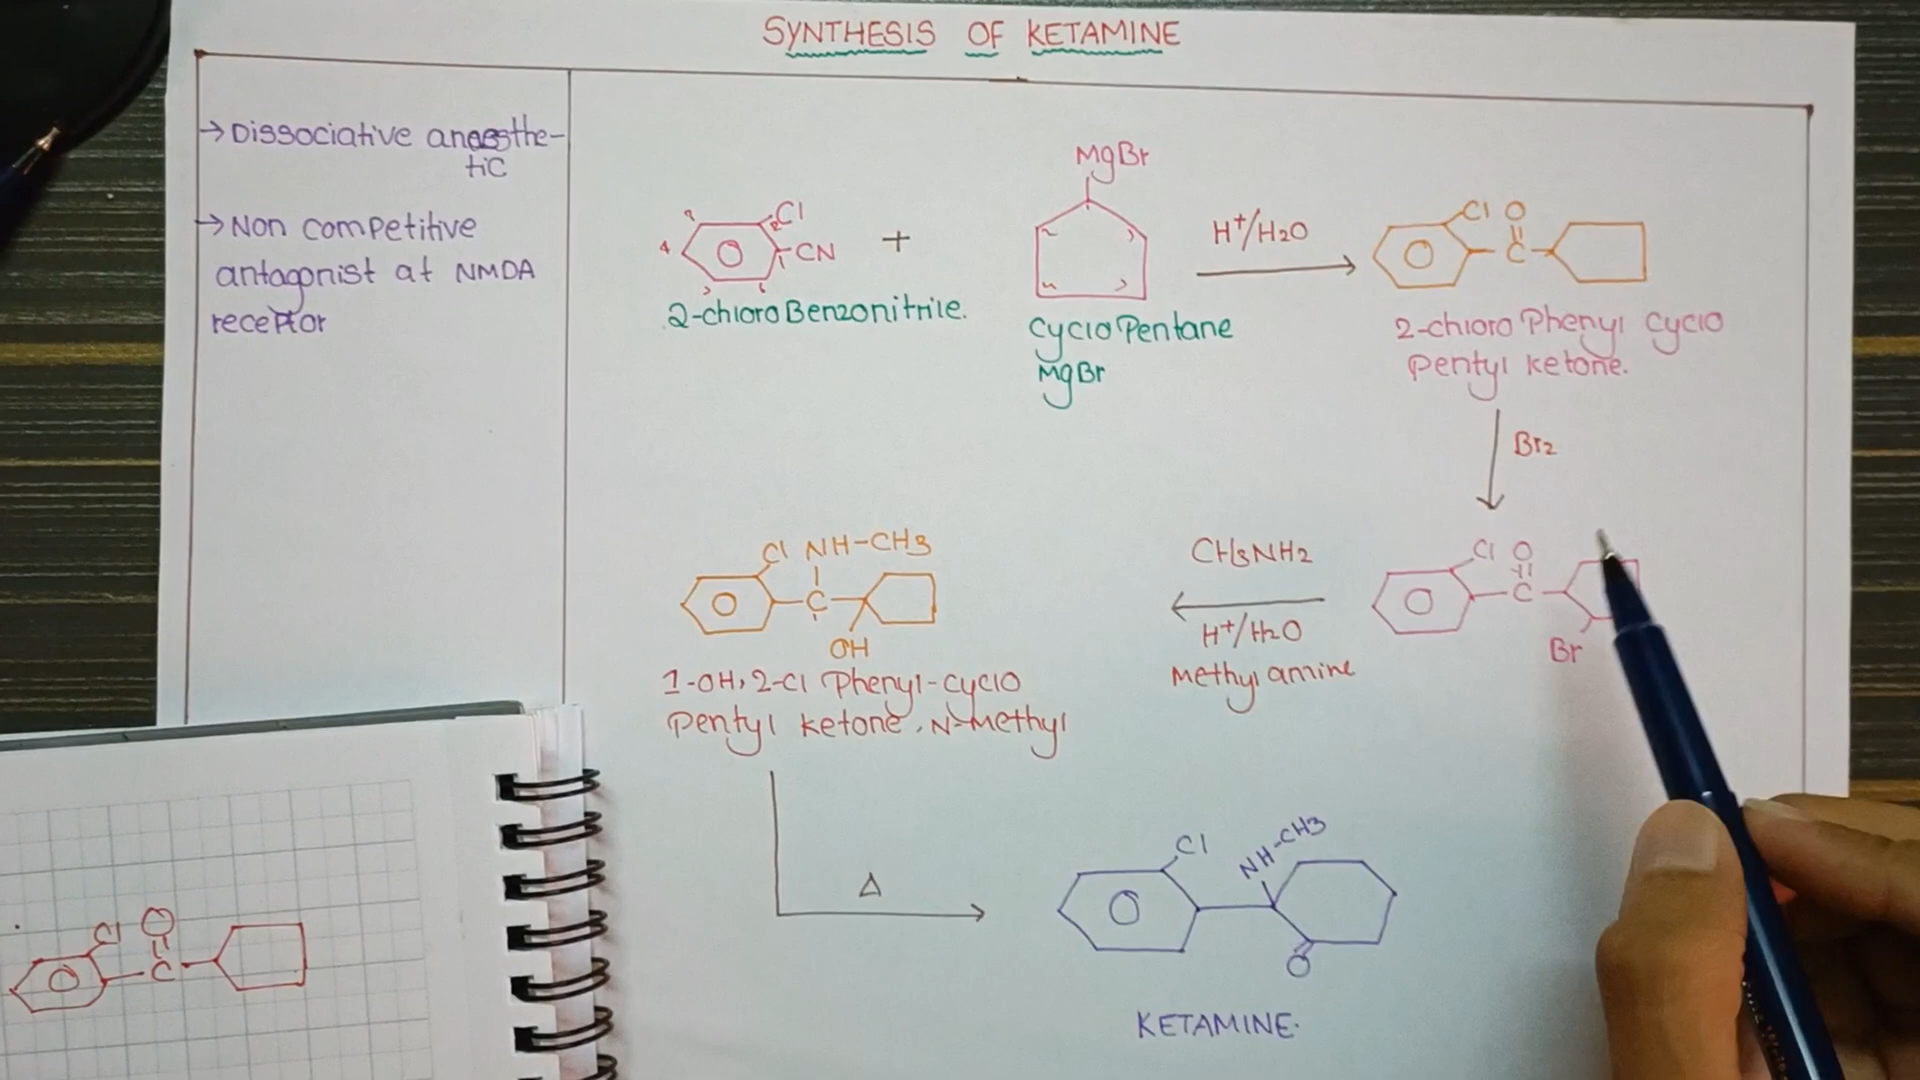 SYNTHESIS OF KETAMINE
→ Dissociative anaesthe-
tic
→ Non competitive
antagonist at NMDA
receptor
Cl
CN
2-chloro Benzonitrile.
+
MgBr
cyclo Pentane
MgBr
H+/H2O
Cl O
C
2-chloro Phenyl cyclo
pentyl ketone.
Br2
Cl O
C
Br
CH3NH2
H+/H2O
Methyl amine
Cl NH-CH3
C
OH
1-OH, 2-Cl Phenyl-cyclo
pentyl ketone, N-Methyl
Δ
Cl
NH-CH3
O
KETAMINE.
Cl O
C